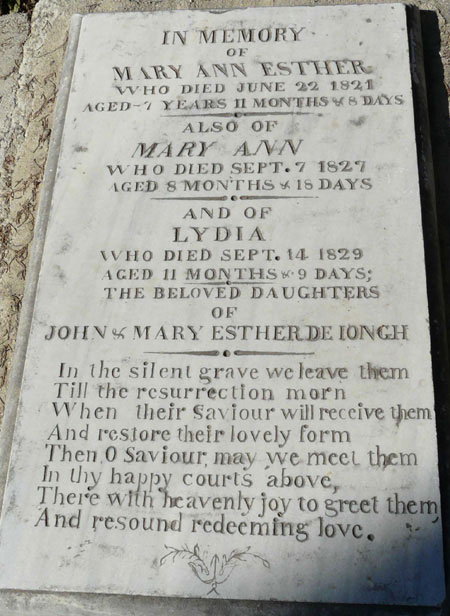 IN MEMORY
OF
MARY ANN ESTHER
WHO DIED JUNE 22 1821
AGED 7 YEARS 11 MONTHS & 8 DAYS
ALSO OF
MARY ANN
WHO DIED SEPT. 7 1827
AGED 8 MONTHS & 18 DAYS
AND OF
LYDIA
WHO DIED SEPT. 14 1829
AGED 11 MONTHS & 9 DAYS;
THE BELOVED DAUGHTERS
OF
JOHN & MARY ESTHER DE IONGH
In the silent grave we leave them
Till the resurrection morn
When their Saviour will receive them
And restore their lovely form
Then O Saviour may we meet them
In thy happy courts above,
There with heavenly joy to greet them
And resound redeeming love.